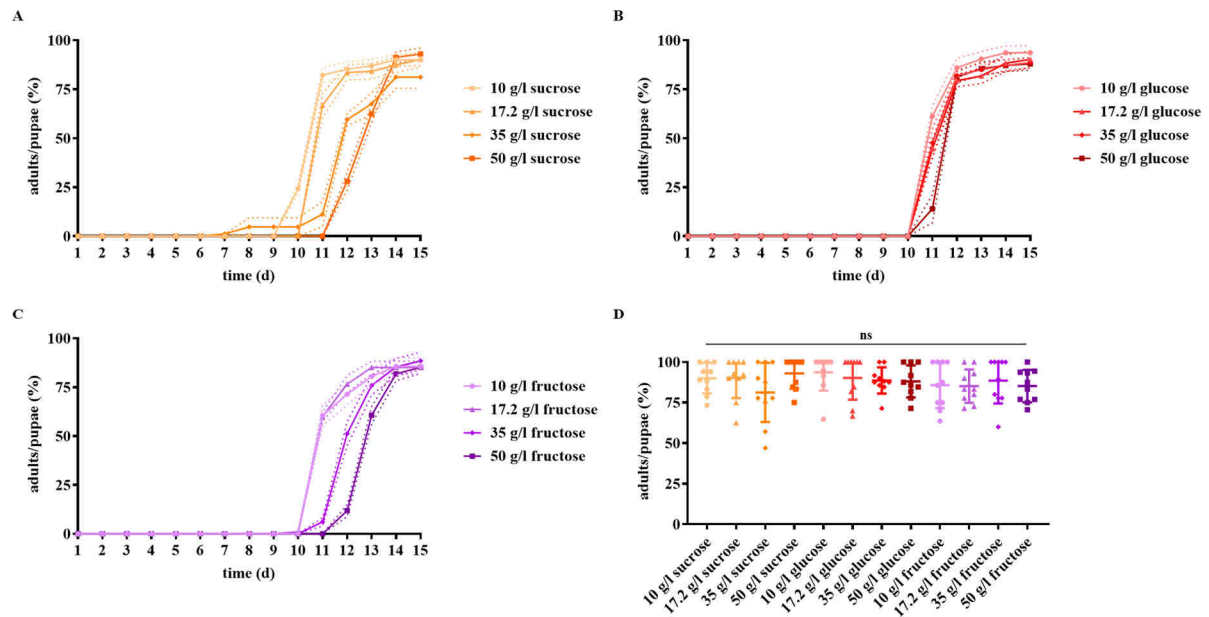 A
adults/pupae (%)
100
75
50
25
0
1 2 3 4 5 6 7 8 9 10 11 12 13 14 15
time (d)
10 g/l sucrose
17.2 g/l sucrose
35 g/l sucrose
50 g/l sucrose
B
adults/pupae (%)
100
75
50
25
0
1 2 3 4 5 6 7 8 9 10 11 12 13 14 15
time (d)
10 g/l glucose
17.2 g/l glucose
35 g/l glucose
50 g/l glucose
C
adults/pupae (%)
100
75
50
25
0
1 2 3 4 5 6 7 8 9 10 11 12 13 14 15
time (d)
10 g/l fructose
17.2 g/l fructose
35 g/l fructose
50 g/l fructose
D
ns
adults/pupae (%)
100
75
50
25
0
10 g/l sucrose
17.2 g/l sucrose
35 g/l sucrose
50 g/l sucrose
10 g/l glucose
17.2 g/l glucose
35 g/l glucose
50 g/l glucose
10 g/l fructose
17.2 g/l fructose
35 g/l fructose
50 g/l fructose